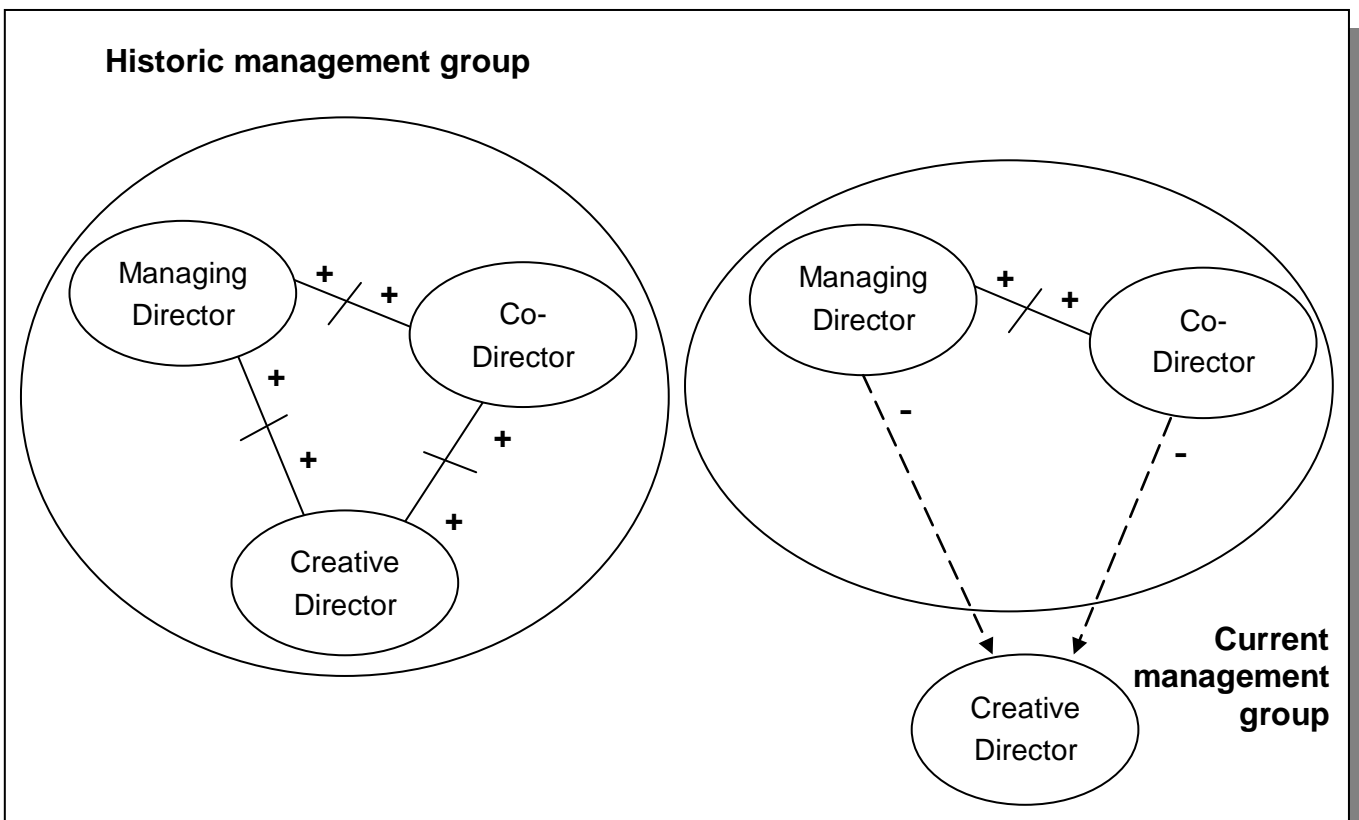 Historic management group
Managing
Director
+
+
Co-
Director
+
+
+
+
Creative
Director
Managing
Director
+
+
Co-
Director
-
-
Current
management
group
Creative
Director